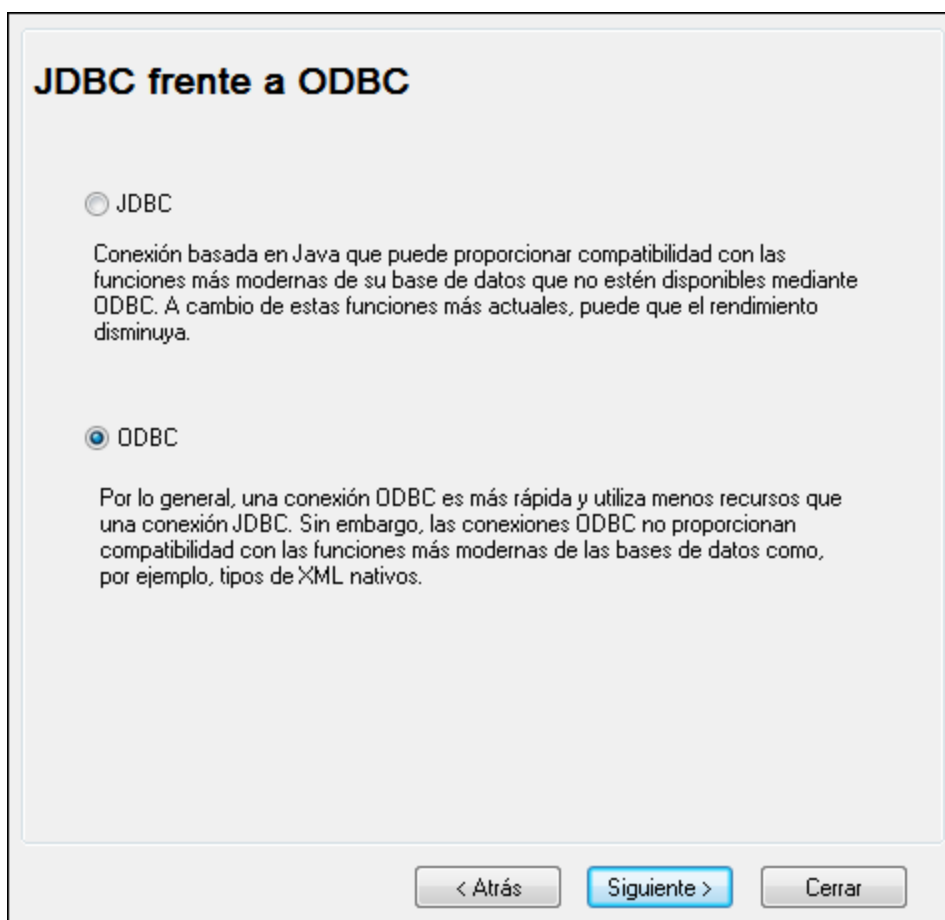 JDBC frente a ODBC
JDBC
Conexión basada en Java que puede proporcionar compatibilidad con las
funciones más modernas de su base de datos que no estén disponibles mediante
ODBC. A cambio de estas funciones más actuales, puede que el rendimiento
disminuya.
ODBC
Por lo general, una conexión ODBC es más rápida y utiliza menos recursos que
una conexión JDBC. Sin embargo, las conexiones ODBC no proporcionan
compatibilidad con las funciones más modernas de las bases de datos como,
por ejemplo, tipos de XML nativos.
< Atrás Siguiente > Cerrar